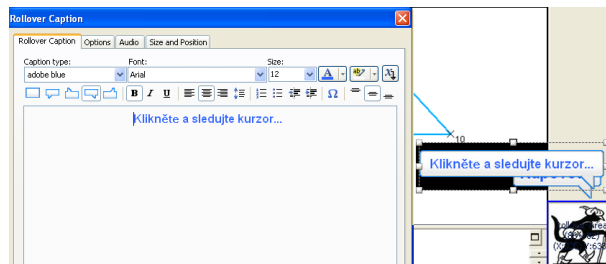 Rollover Caption
Rollover Caption Options Audio Size and Position
Caption type: Font: Size:
adobe blue Arial 12
B I U
Klikněte a sledujte kurzor...
10
Klikněte a sledujte kurzor...